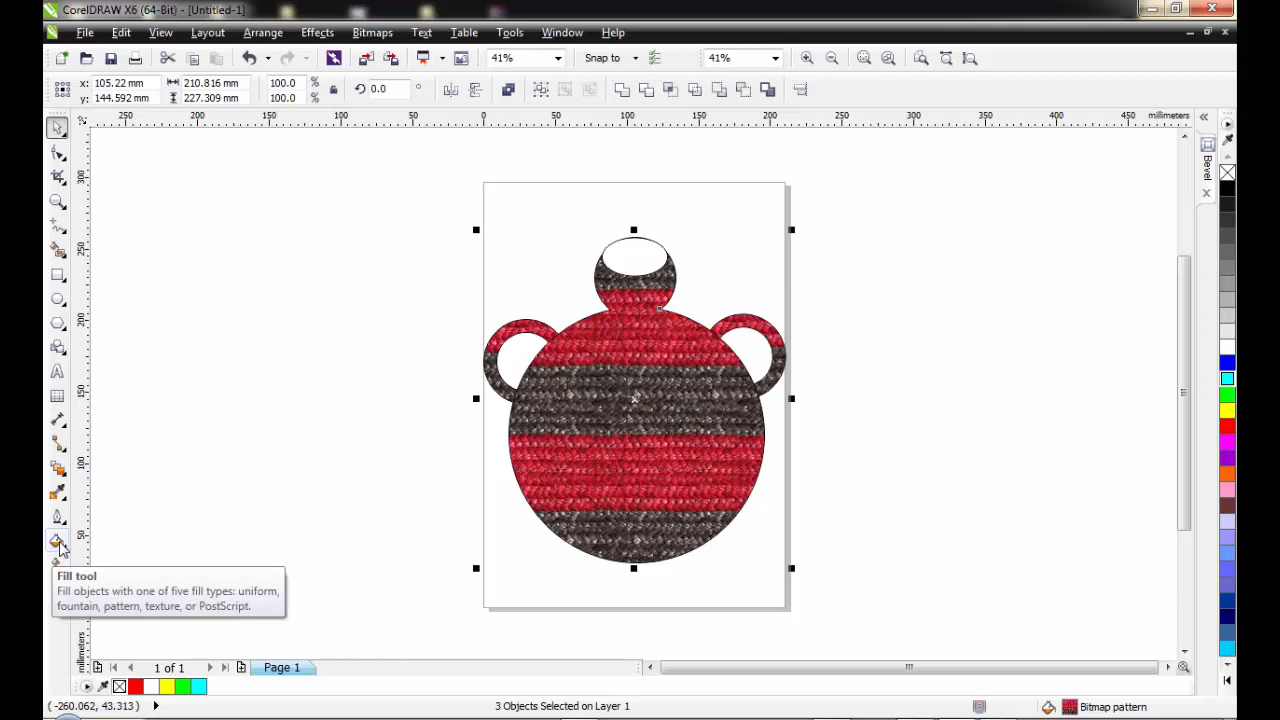 CorelDRAW X6 (64-Bit) - [Untitled-1]
File Edit View Layout Arrange Effects Bitmaps Text Table Tools Window Help
41% Snap to 41%
x: 105.22 mm 210.816 mm 100.0 % 0.0 °
y: 144.592 mm 227.309 mm 100.0 %
250 200 150 100 50 0 50 100 150 200 250 300 350 400 450 millimeters
300
250
200
150
100
50
millimeters
Bevel
Fill tool
Fill objects with one of five fill types: uniform,
fountain, pattern, texture, or PostScript.
1 of 1 Page 1
(-260.062, 43.313) 3 Objects Selected on Layer 1 Bitmap pattern